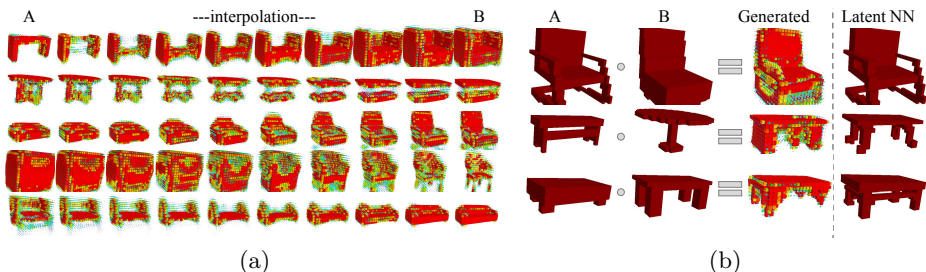 A ---interpolation--- B
A B Generated Latent NN
(a) (b)